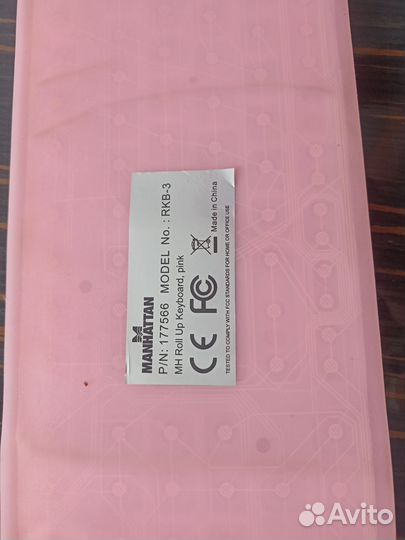 MANHATTAN
P/N: 177566 MODEL No.: RKB-3
MH Roll Up Keyboard, pink
CE FC Made in China
TESTED TO COMPLY WITH FCC STANDARDS FOR HOME OR OFFICE USE
Avito